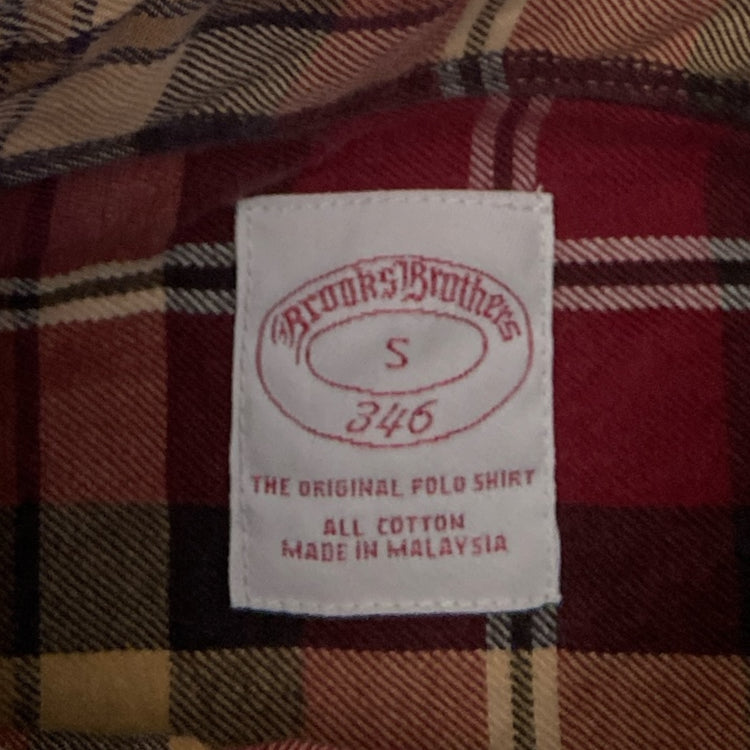 Brooks Brothers
S
346
THE ORIGINAL POLO SHIRT
ALL COTTON
MADE IN MALAYSIA